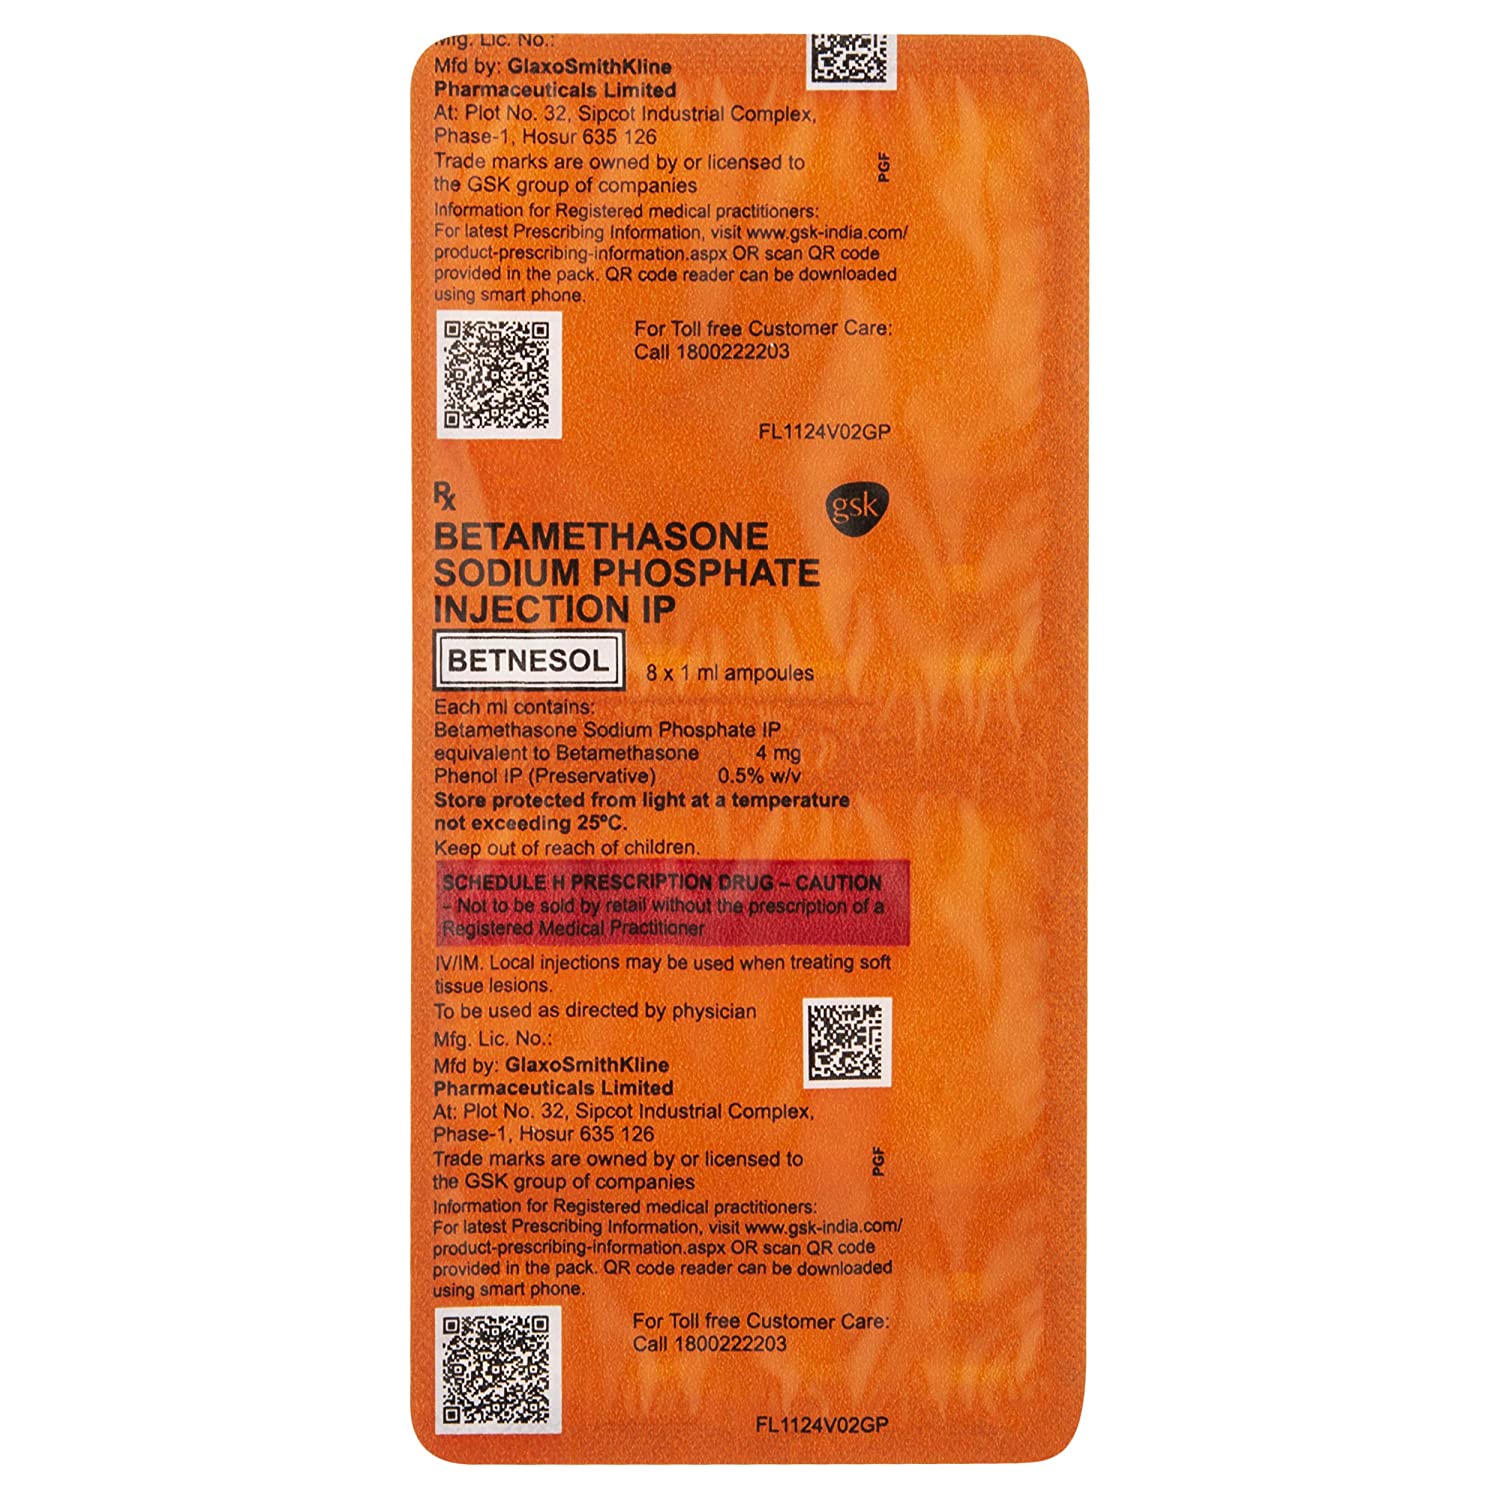 Mfg. Lic. No.:
Mfd by: GlaxoSmithKline
Pharmaceuticals Limited
At: Plot No. 32, Sipcot Industrial Complex,
Phase-1, Hosur 635 126
Trade marks are owned by or licensed to
the GSK group of companies
PGF
Information for Registered medical practitioners:
For latest Prescribing Information, visit www.gsk-india.com/
product-prescribing-information.aspx OR scan QR code
provided in the pack. QR code reader can be downloaded
using smart phone.
For Toll free Customer Care:
Call 1800222203
FL1124V02GP
Rx
gsk
BETAMETHASONE
SODIUM PHOSPHATE
INJECTION IP
BETNESOL
8 x 1 ml ampoules
Each ml contains:
Betamethasone Sodium Phosphate IP
equivalent to Betamethasone 4 mg
Phenol IP (Preservative) 0.5% w/v
Store protected from light at a temperature
not exceeding 25ºC.
Keep out of reach of children.
SCHEDULE H PRESCRIPTION DRUG – CAUTION
– Not to be sold by retail without the prescription of a
Registered Medical Practitioner
IV/IM. Local injections may be used when treating soft
tissue lesions.
To be used as directed by physician
Mfg. Lic. No.:
Mfd by: GlaxoSmithKline
Pharmaceuticals Limited
At: Plot No. 32, Sipcot Industrial Complex,
Phase-1, Hosur 635 126
Trade marks are owned by or licensed to
the GSK group of companies
PGF
Information for Registered medical practitioners:
For latest Prescribing Information, visit www.gsk-india.com/
product-prescribing-information.aspx OR scan QR code
provided in the pack. QR code reader can be downloaded
using smart phone.
For Toll free Customer Care:
Call 1800222203
FL1124V02GP